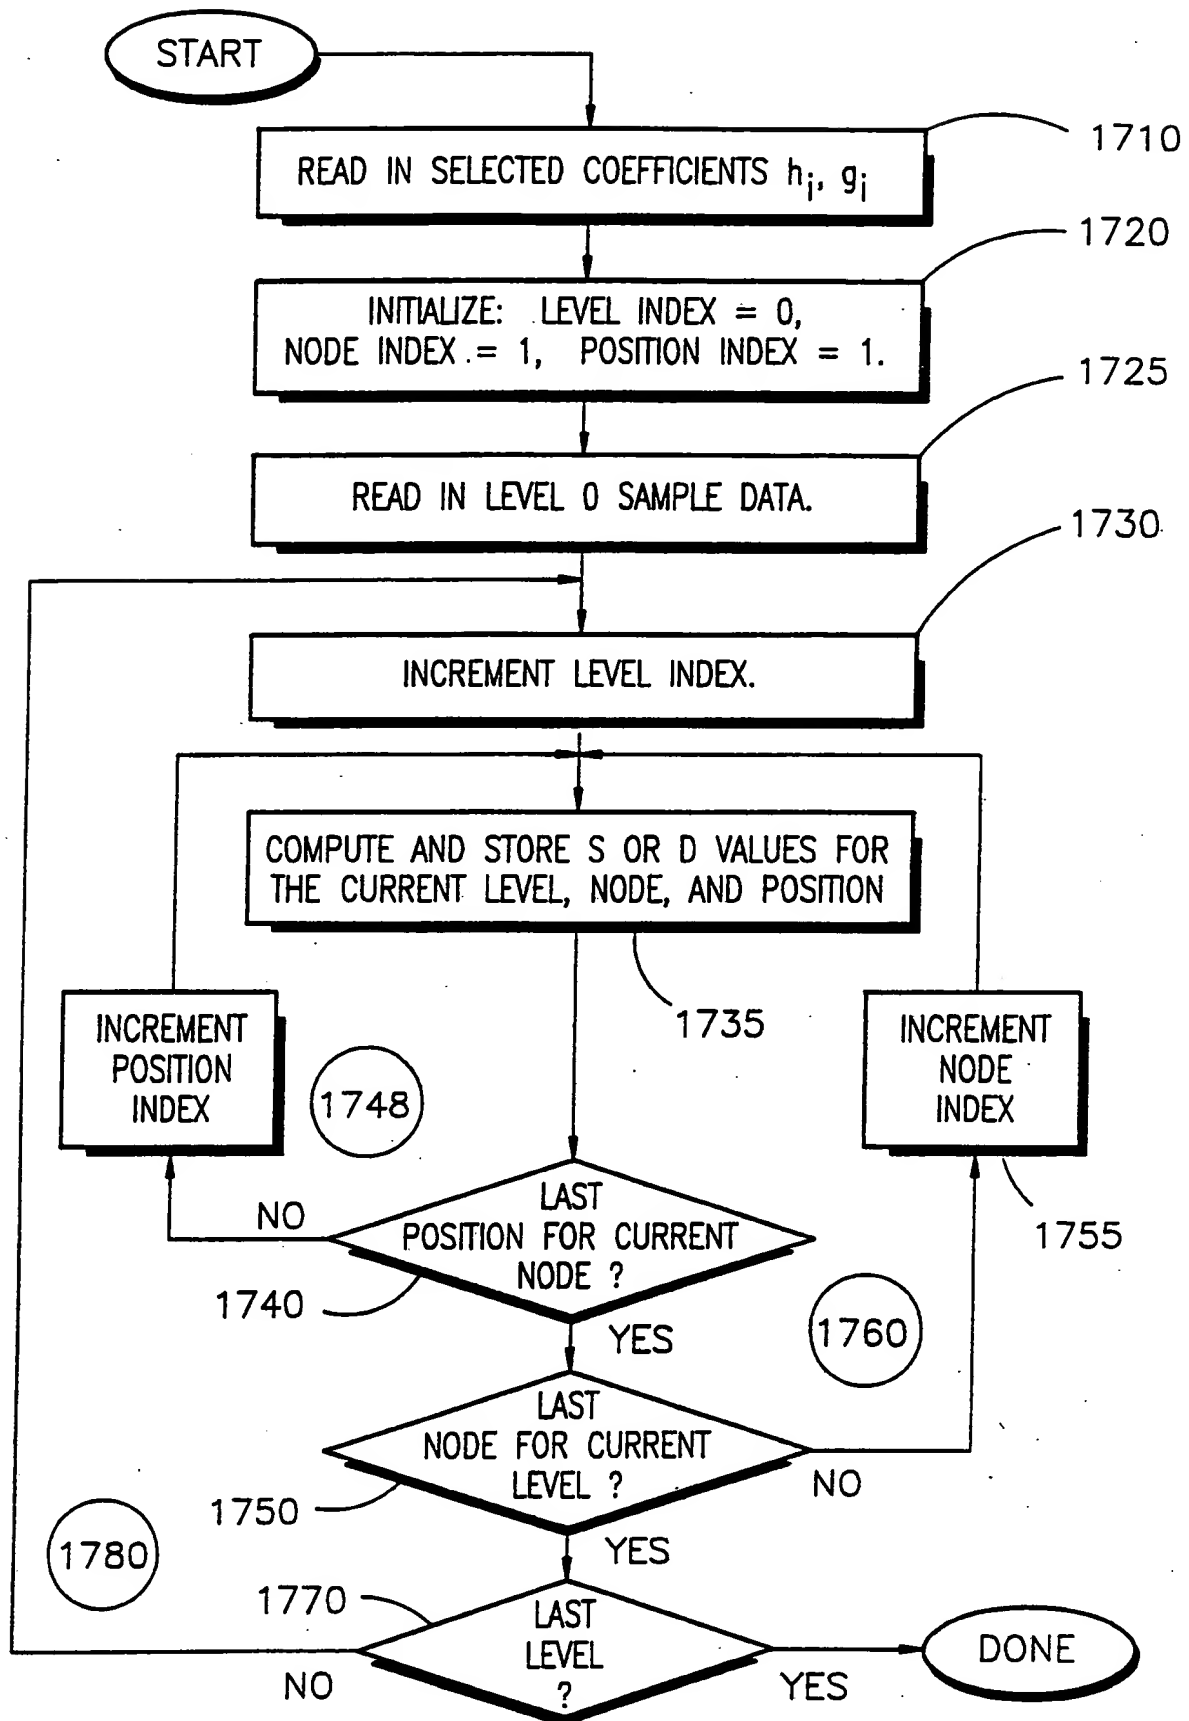 START
READ IN SELECTED COEFFICIENTS hi, gi
1710
INITIALIZE: LEVEL INDEX = 0,
NODE INDEX = 1, POSITION INDEX = 1.
1720
READ IN LEVEL 0 SAMPLE DATA.
1725
INCREMENT LEVEL INDEX.
1730
COMPUTE AND STORE S OR D VALUES FOR
THE CURRENT LEVEL, NODE, AND POSITION
1735
INCREMENT
POSITION
INDEX
1748
INCREMENT
NODE
INDEX
1755
LAST
POSITION FOR CURRENT
NODE ?
NO
1740
YES
1760
LAST
NODE FOR CURRENT
LEVEL ?
NO
1750
YES
1780
1770
LAST
LEVEL
?
NO
YES
DONE